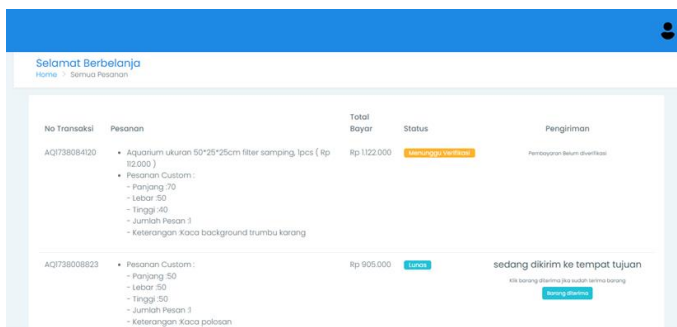 Selamat Berbelanja
Home > Semua Pesanan
No Transaksi Pesanan Total Bayar Status Pengiriman
AQ1738084120
• Aquarium ukuran 50*25*25cm filter samping, 1pcs ( Rp
112.000 )
• Pesanan Custom :
- Panjang :70
- Lebar :50
- Tinggi :40
- Jumlah Pesan :1
- Keterangan :Kaca background trumbu karang
Rp 1.122.000
Menunggu Verifikasi
Pembayaran Belum diverifikasi
AQ1738008823
• Pesanan Custom :
- Panjang :50
- Lebar :50
- Tinggi :50
- Jumlah Pesan :1
- Keterangan :Kaca polosan
Rp 905.000
Lunas
sedang dikirim ke tempat tujuan
Klik barang diterima jika sudah terima barang
Barang diterima